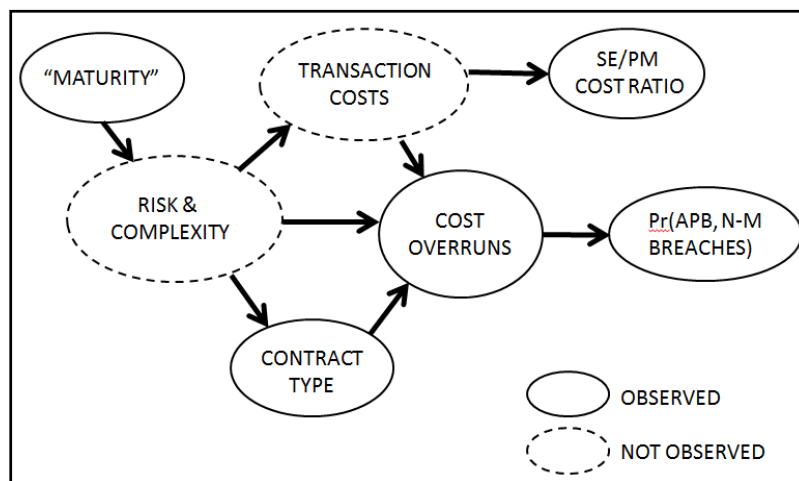 “MATURITY”
TRANSACTION
COSTS
SE/PM
COST RATIO
RISK &
COMPLEXITY
COST
OVERRUNS
Pr(APB, N-M
BREACHES)
CONTRACT
TYPE
OBSERVED
NOT OBSERVED